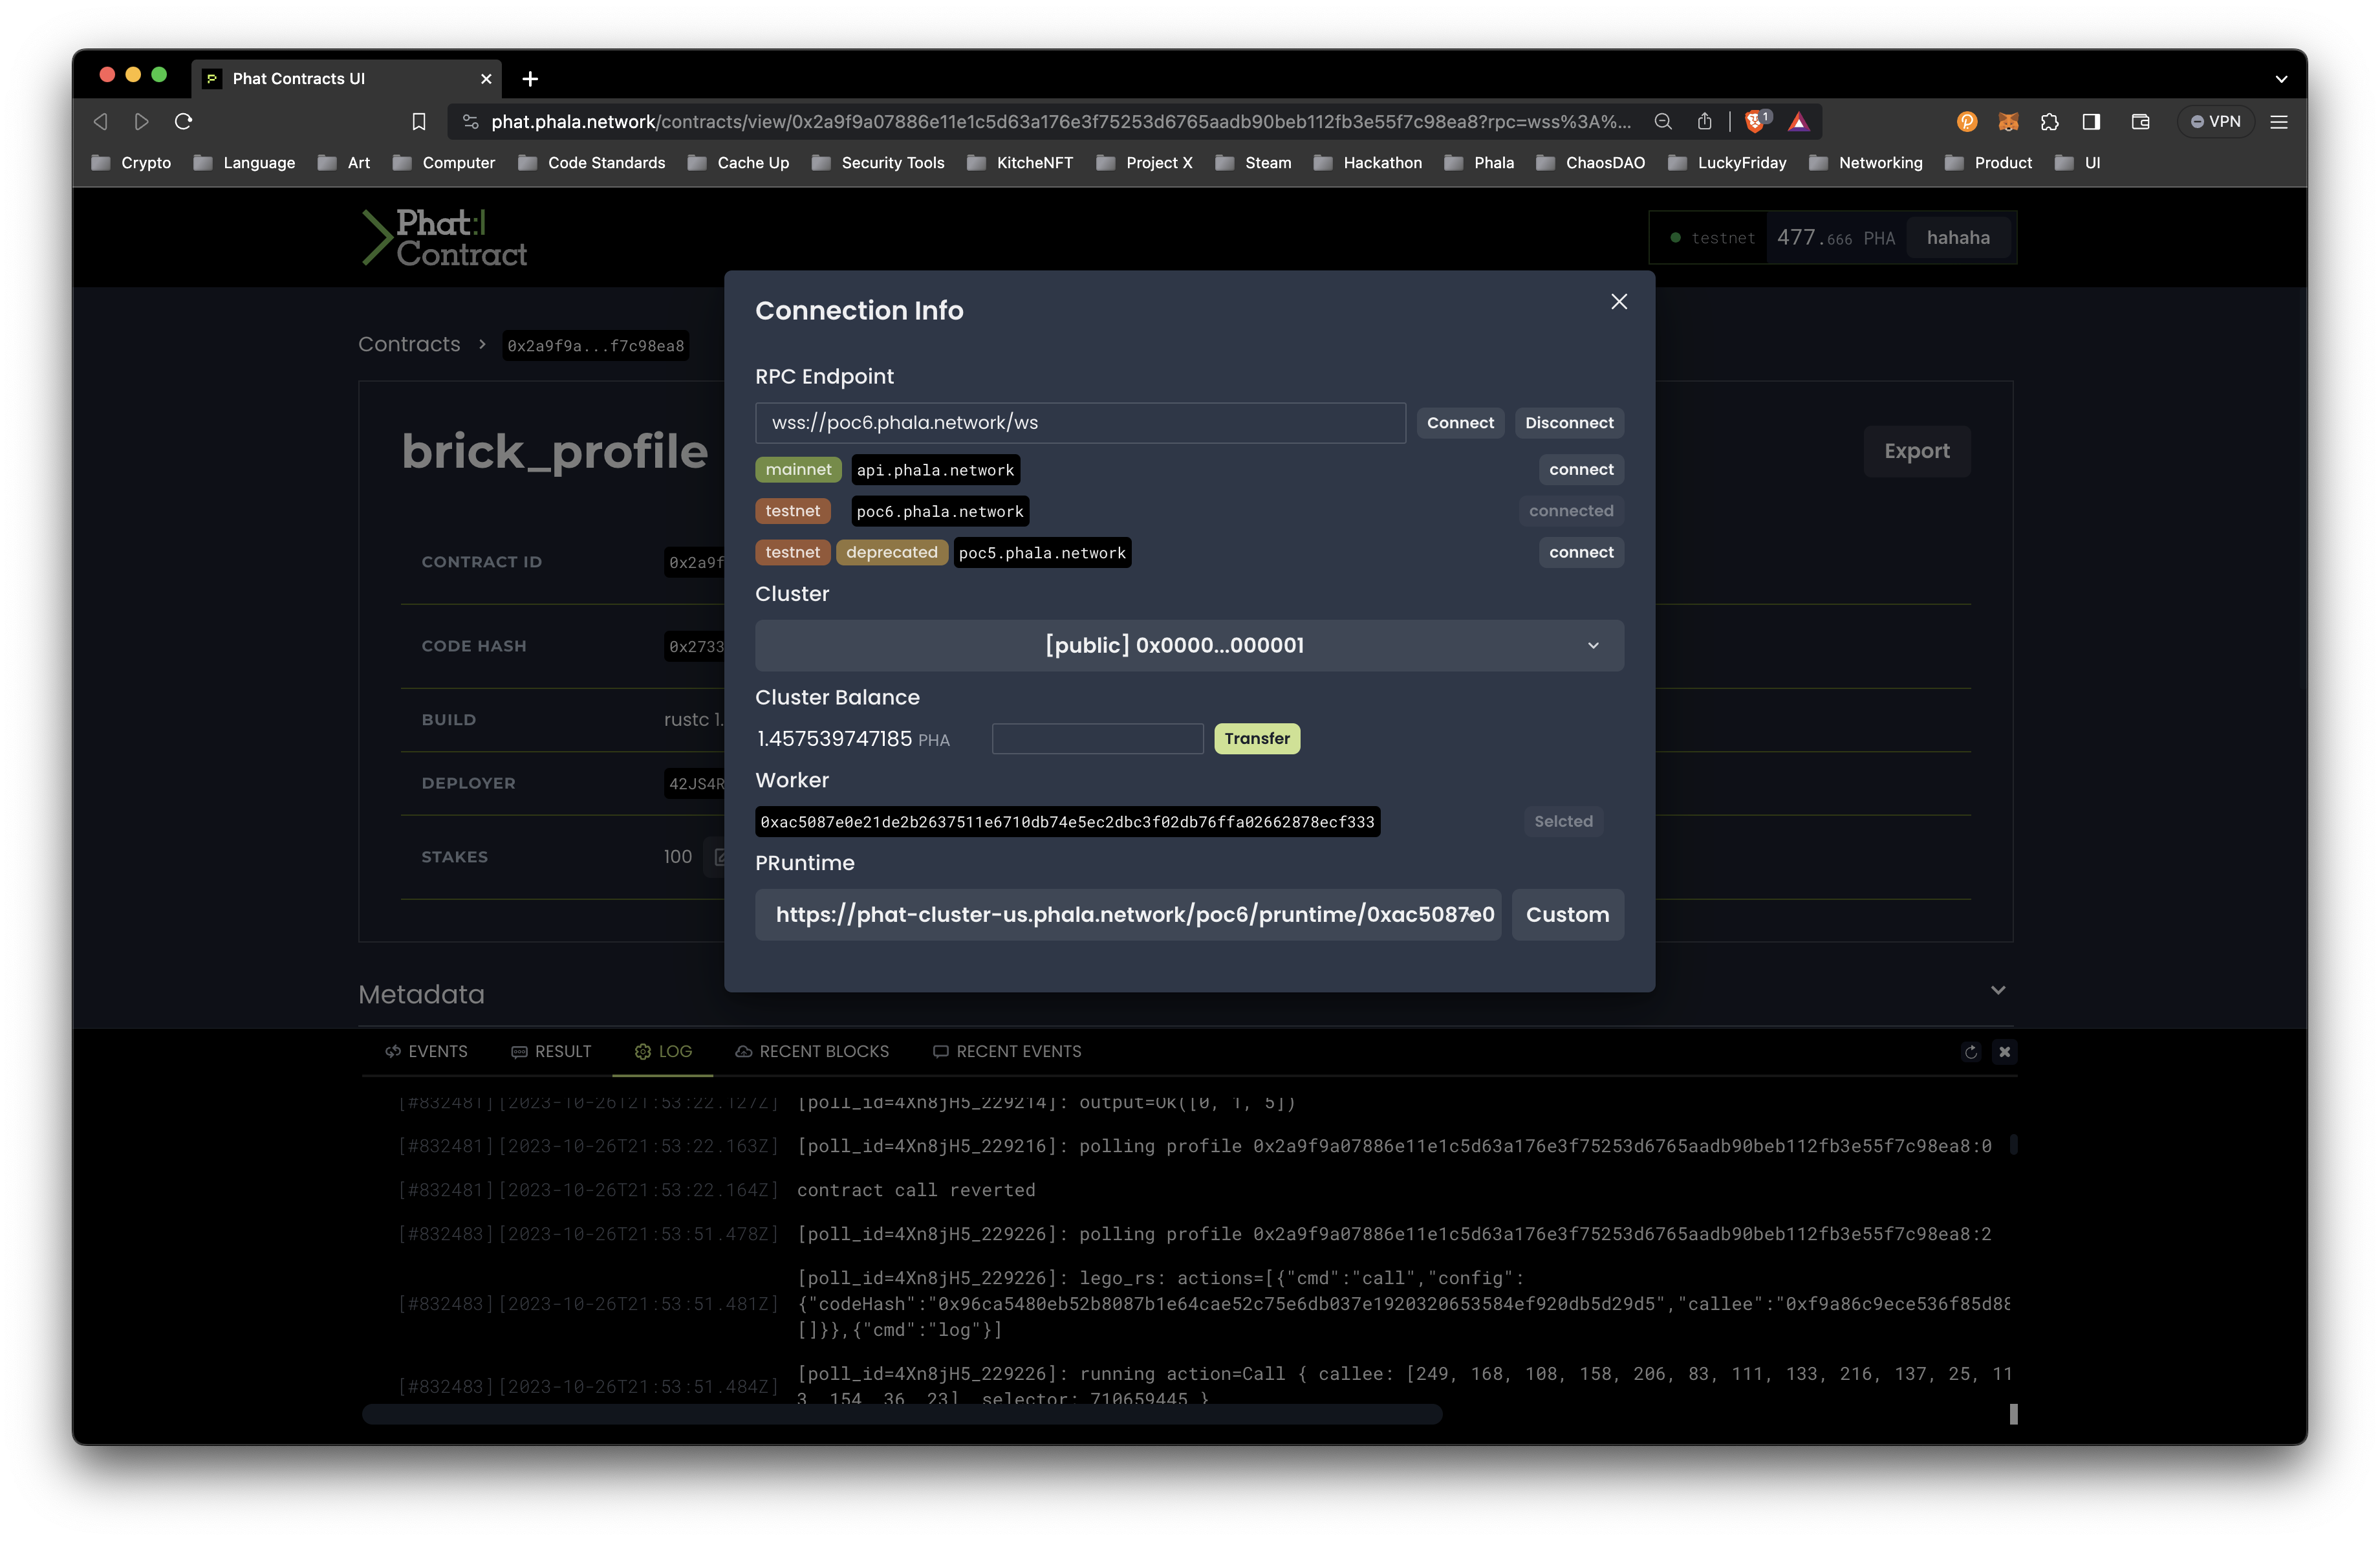 Phat Contracts UI
phat.phala.network/contracts/view/0x2a9f9a07886e11e1c5d63a176e3f75253d6765aadb90beb112fb3e55f7c98ea8?rpc=wss%3A%... 1 VPN
Crypto Language Art Computer Code Standards Cache Up Security Tools KitcheNFT Project X Steam Hackathon Phala ChaosDAO LuckyFriday Networking Product UI
Phat:|
Contract
testnet 477.666 PHA hahaha
Contracts > 0x2a9f9a...f7c98ea8
brick_profile
Export
CONTRACT ID 0x2a9f
CODE HASH 0x2733
BUILD rustc 1.
DEPLOYER 42JS4R
STAKES 100
Connection Info
RPC Endpoint
wss://poc6.phala.network/ws Connect Disconnect
mainnet api.phala.network connect
testnet poc6.phala.network connected
testnet deprecated poc5.phala.network connect
Cluster
[public] 0x0000...000001
Cluster Balance
1.457539747185 PHA Transfer
Worker
0xac5087e0e21de2b2637511e6710db74e5ec2dbc3f02db76ffa02662878ecf333 Selcted
PRuntime
https://phat-cluster-us.phala.network/poc6/pruntime/0xac5087e0 Custom
Metadata
EVENTS RESULT LOG RECENT BLOCKS RECENT EVENTS
[#832481][2023-10-26T21:53:22.127Z] [poll_id=4Xn8jH5_229214]: output=Ok([0, 1, 5])
[#832481][2023-10-26T21:53:22.163Z] [poll_id=4Xn8jH5_229216]: polling profile 0x2a9f9a07886e11e1c5d63a176e3f75253d6765aadb90beb112fb3e55f7c98ea8:0
[#832481][2023-10-26T21:53:22.164Z] contract call reverted
[#832483][2023-10-26T21:53:51.478Z] [poll_id=4Xn8jH5_229226]: polling profile 0x2a9f9a07886e11e1c5d63a176e3f75253d6765aadb90beb112fb3e55f7c98ea8:2
[poll_id=4Xn8jH5_229226]: lego_rs: actions=[{"cmd":"call","config":
[#832483][2023-10-26T21:53:51.481Z] {"codeHash":"0x96ca5480eb52b8087b1e64cae52c75e6db037e1920320653584ef920db5d29d5","callee":"0xf9a86c9ece536f85d88
[]}},{"cmd":"log"}]
[poll_id=4Xn8jH5_229226]: running action=Call { callee: [249, 168, 108, 158, 206, 83, 111, 133, 216, 137, 25, 11
[#832483][2023-10-26T21:53:51.484Z]
3, 154, 36, 23], selector: 710659445 }